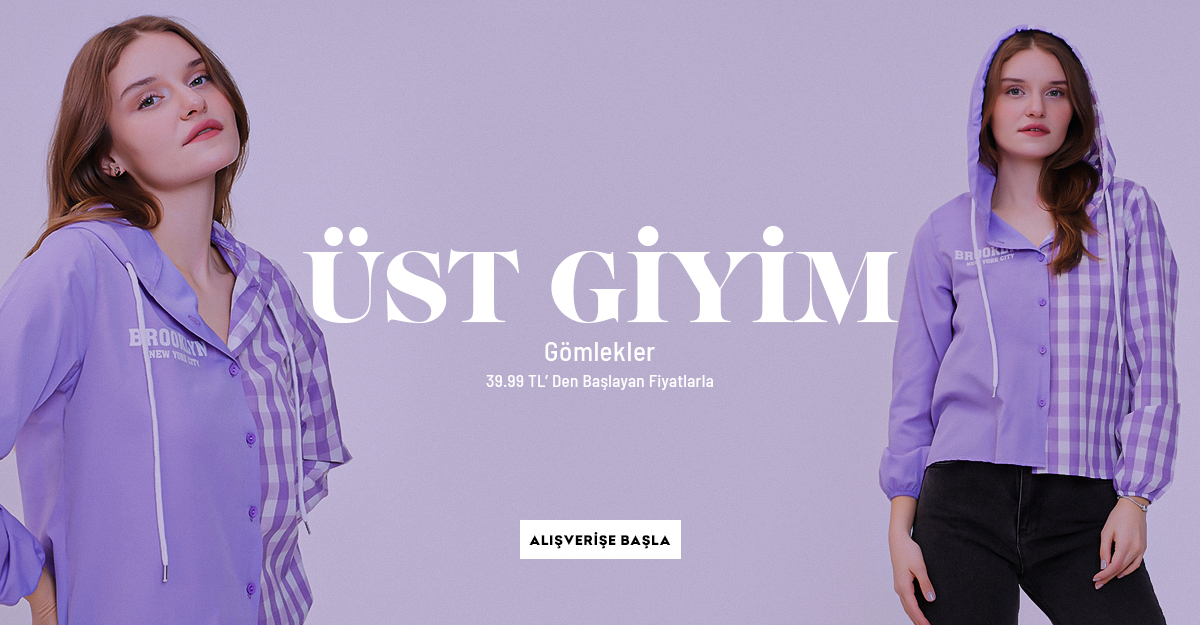 ÜST GİYİM
Gömlekler
39.99 TL’ Den Başlayan Fiyatlarla
ALIŞVERİŞE BAŞLA
BROOKLYN
NEW YORK CITY
BROOKLYN
NEW YORK CITY